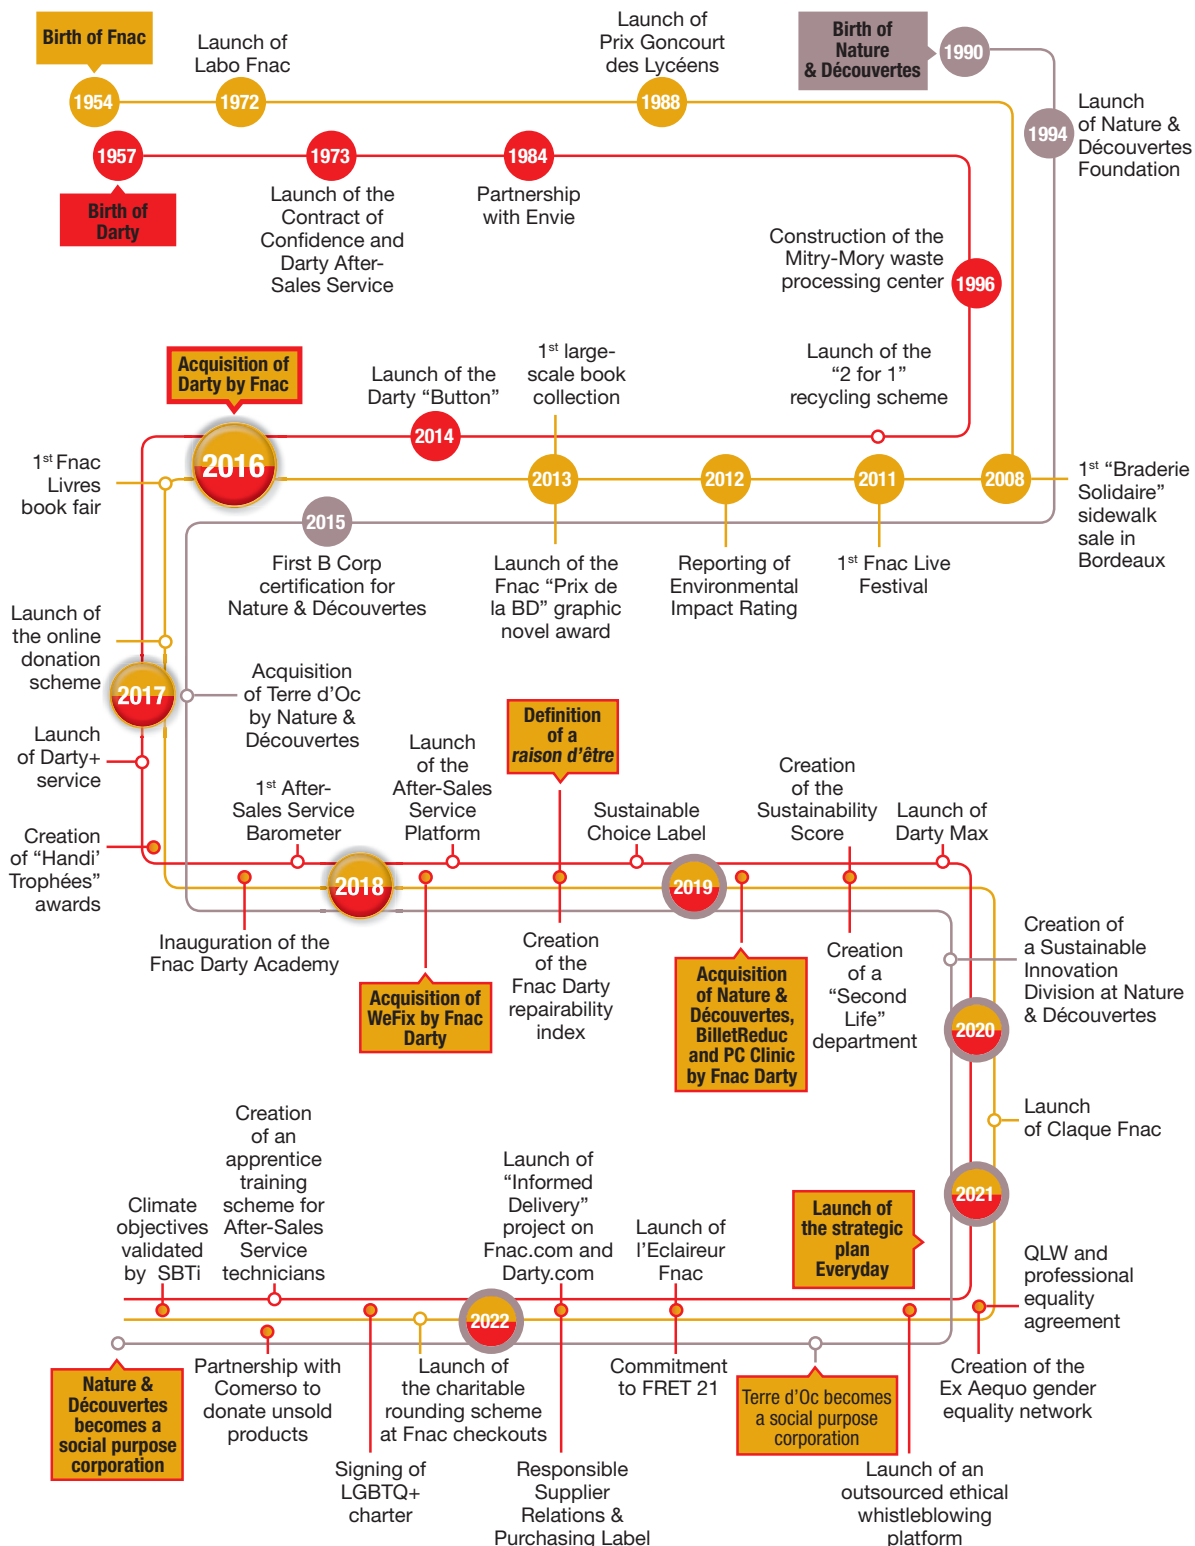 Birth of Fnac
1954
Launch of
Labo Fnac
1972
Launch of
Prix Goncourt
des Lycéens
1988
Birth of
Nature
& Découvertes
1990
1994
Launch
of Nature &
Découvertes
Foundation
1957
Birth of
Darty
1973
Launch of the
Contract of
Confidence and
Darty After-
Sales Service
1984
Partnership
with Envie
Construction of the
Mitry-Mory waste
processing center
1996
Acquisition of
Darty by Fnac
2016
Launch of the
Darty “Button”
2014
1st large-
scale book
collection
2013
Launch of the
“2 for 1”
recycling scheme
2012
2011
2008
1st “Braderie
Solidaire”
sidewalk
sale in
Bordeaux
1st Fnac
Livres
book fair
2015
First B Corp
certification for
Nature & Découvertes
Launch of the
Fnac “Prix de
la BD” graphic
novel award
Reporting of
Environmental
Impact Rating
1st Fnac Live
Festival
Launch of
the online
donation
scheme
2017
Acquisition
of Terre d’Oc
by Nature &
Découvertes
Launch
of Darty+
service
Creation
of “Handi’
Trophées”
awards
1st After-
Sales Service
Barometer
Launch
of the
After-Sales
Service
Platform
Definition
of a
raison d’être
Sustainable
Choice Label
Creation
of the
Sustainability
Score
Launch of
Darty Max
2018
2019
Inauguration of the
Fnac Darty Academy
Acquisition of
WeFix by Fnac
Darty
Creation
of the
Fnac Darty
repairability
index
Acquisition
of Nature &
Découvertes,
BilletReduc
and PC Clinic
by Fnac Darty
Creation
of a
“Second
Life”
department
Creation of
a Sustainable
Innovation
Division at Nature
& Découvertes
2020
Launch
of Claque Fnac
2021
Climate
objectives
validated
by SBTi
Creation
of an
apprentice
training
scheme for
After-Sales
Service
technicians
Launch of
“Informed
Delivery”
project on
Fnac.com and
Darty.com
Launch of
l’Eclaireur
Fnac
Launch of
the strategic
plan
Everyday
QLW and
professional
equality
agreement
2022
Nature &
Découvertes
becomes a
social purpose
corporation
Partnership with
Comerso to
donate unsold
products
Signing of
LGBTQ+
charter
Launch of
the charitable
rounding scheme
at Fnac checkouts
Responsible
Supplier
Relations &
Purchasing Label
Commitment
to FRET 21
Terre d’Oc becomes
a social purpose
corporation
Launch of an
outsourced ethical
whistleblowing
platform
Creation of the
Ex Aequo gender
equality network